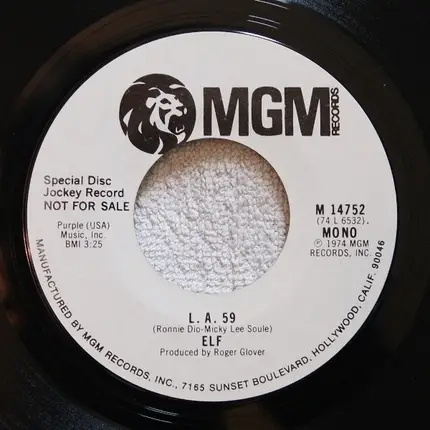 MGM
RECORDS
Special Disc
Jockey Record
NOT FOR SALE
Purple (USA)
Music, Inc.
BMI 3:25
M 14752
(74 L 6532).
MONO
℗ 1974 MGM
RECORDS, INC.
L. A. 59
(Ronnie Dio-Micky Lee Soule)
ELF
Produced by Roger Glover
MANUFACTURED BY MGM RECORDS, INC., 7165 SUNSET BOULEVARD, HOLLYWOOD, CALIF. 90046